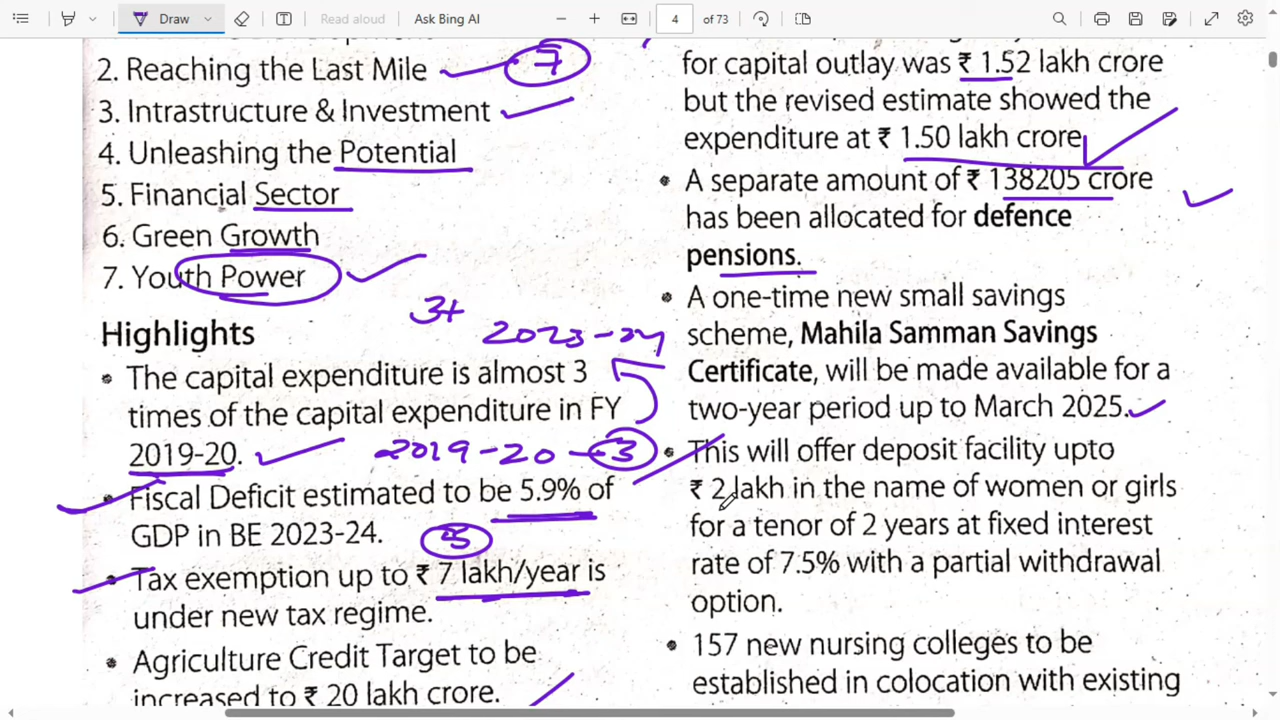 Draw
Read aloud
Ask Bing AI
4
of 73
2. Reaching the Last Mile
7
3. Intrastructure & Investment
4. Unleashing the Potential
5. Financial Sector
6. Green Growth
7. Youth Power
3+
2023-24
Highlights
• The capital expenditure is almost 3
times of the capital expenditure in FY
2019-20.
2019-20-3
• Fiscal Deficit estimated to be 5.9% of
GDP in BE 2023-24.
• Tax exemption up to ₹ 7 lakh/year is
under new tax regime.
• Agriculture Credit Target to be
increased to ₹ 20 lakh crore.
for capital outlay was ₹ 1.52 lakh crore
but the revised estimate showed the
expenditure at ₹ 1.50 lakh crore
• A separate amount of ₹ 138205 crore
has been allocated for defence
pensions.
• A one-time new small savings
scheme, Mahila Samman Savings
Certificate, will be made available for a
two-year period up to March 2025.
• This will offer deposit facility upto
₹ 2 lakh in the name of women or girls
for a tenor of 2 years at fixed interest
rate of 7.5% with a partial withdrawal
option.
• 157 new nursing colleges to be
established in colocation with existing